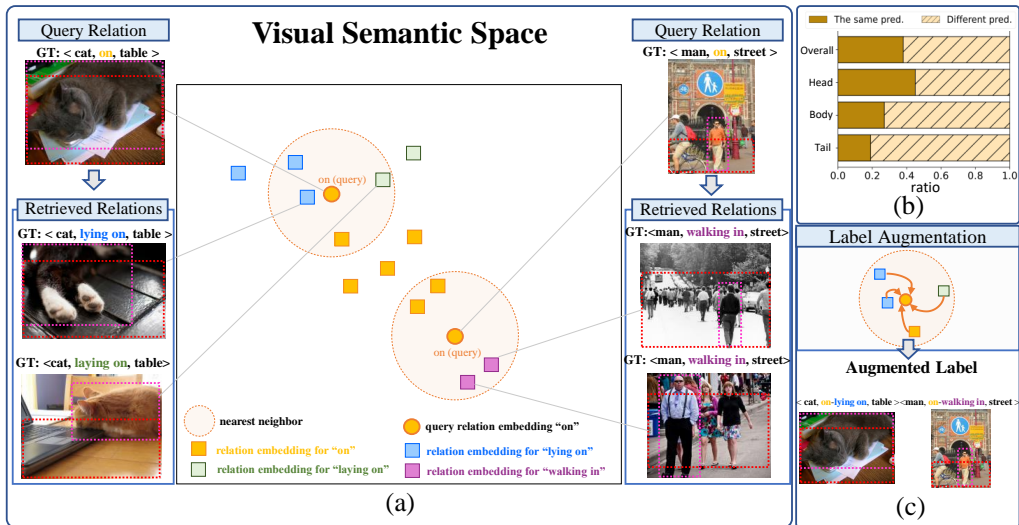 Query Relation
GT: < cat, on, table >
Retrieved Relations
GT: < cat, lying on, table >
GT: <cat, laying on, table>
Visual Semantic Space
on (query)
on (query)
nearest neighbor
query relation embedding “on”
relation embedding for “on”
relation embedding for “lying on”
relation embedding for “laying on”
relation embedding for “walking in”
(a)
Query Relation
GT: < man, on, street >
Retrieved Relations
GT:<man, walking in, street>
GT: <man, walking in, street>
The same pred.
Different pred.
Overall
Head
Body
Tail
0.0 0.2 0.4 0.6 0.8 1.0
ratio
(b)
Label Augmentation
Augmented Label
< cat, on-lying on, table ><man, on-walking in, street >
(c)